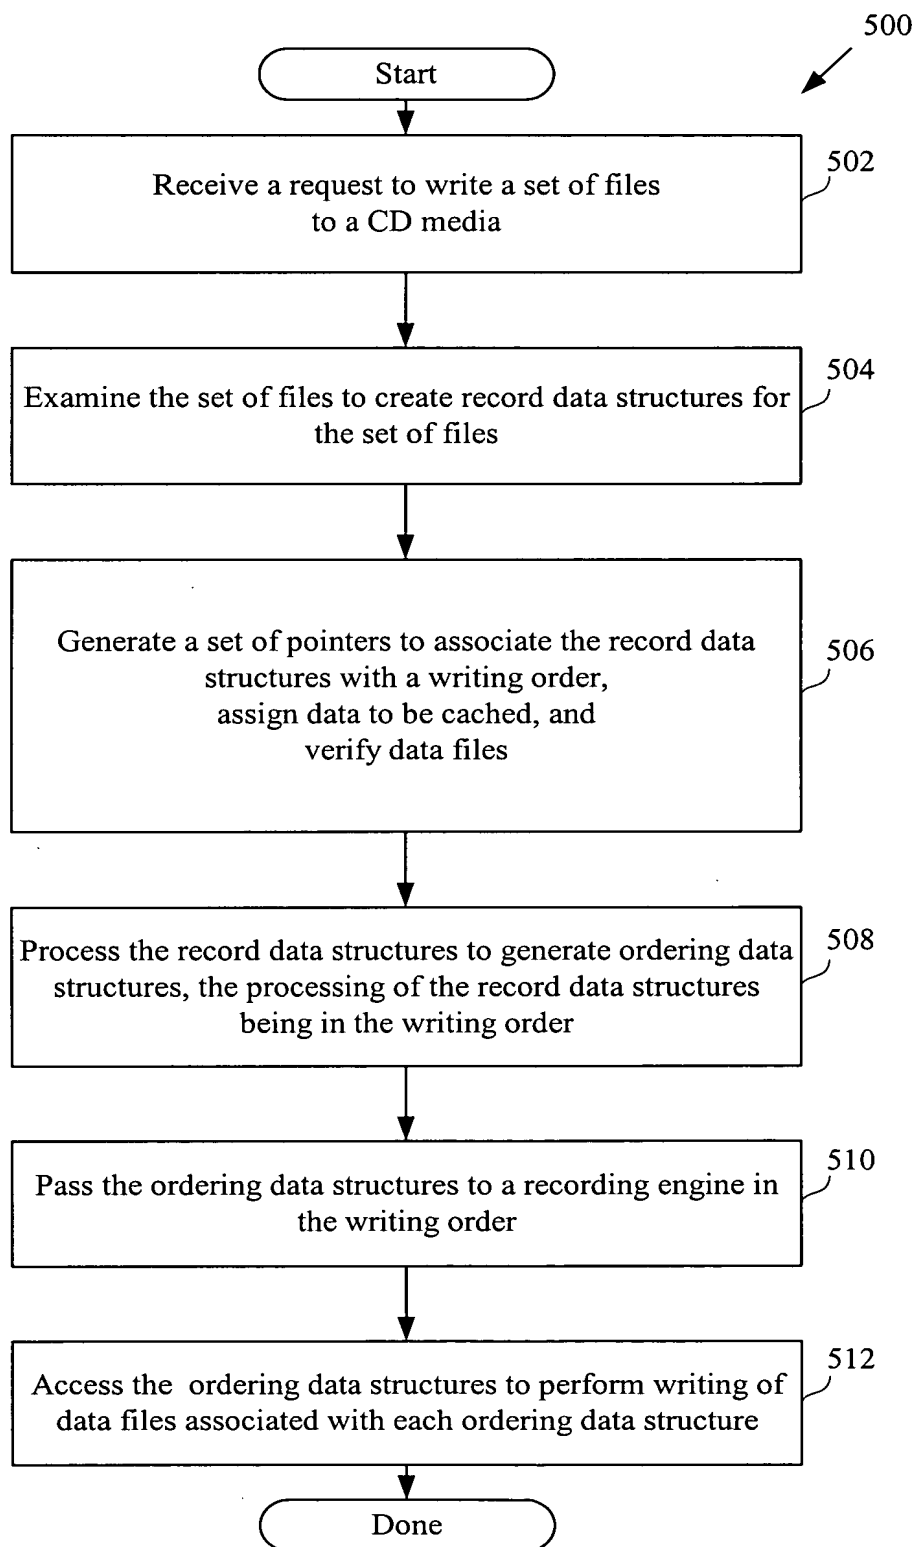 500
Start
Receive a request to write a set of files
to a CD media
502
Examine the set of files to create record data structures for
the set of files
504
Generate a set of pointers to associate the record data
structures with a writing order,
assign data to be cached, and
verify data files
506
Process the record data structures to generate ordering data
structures, the processing of the record data structures
being in the writing order
508
Pass the ordering data structures to a recording engine in
the writing order
510
Access the ordering data structures to perform writing of
data files associated with each ordering data structure
512
Done